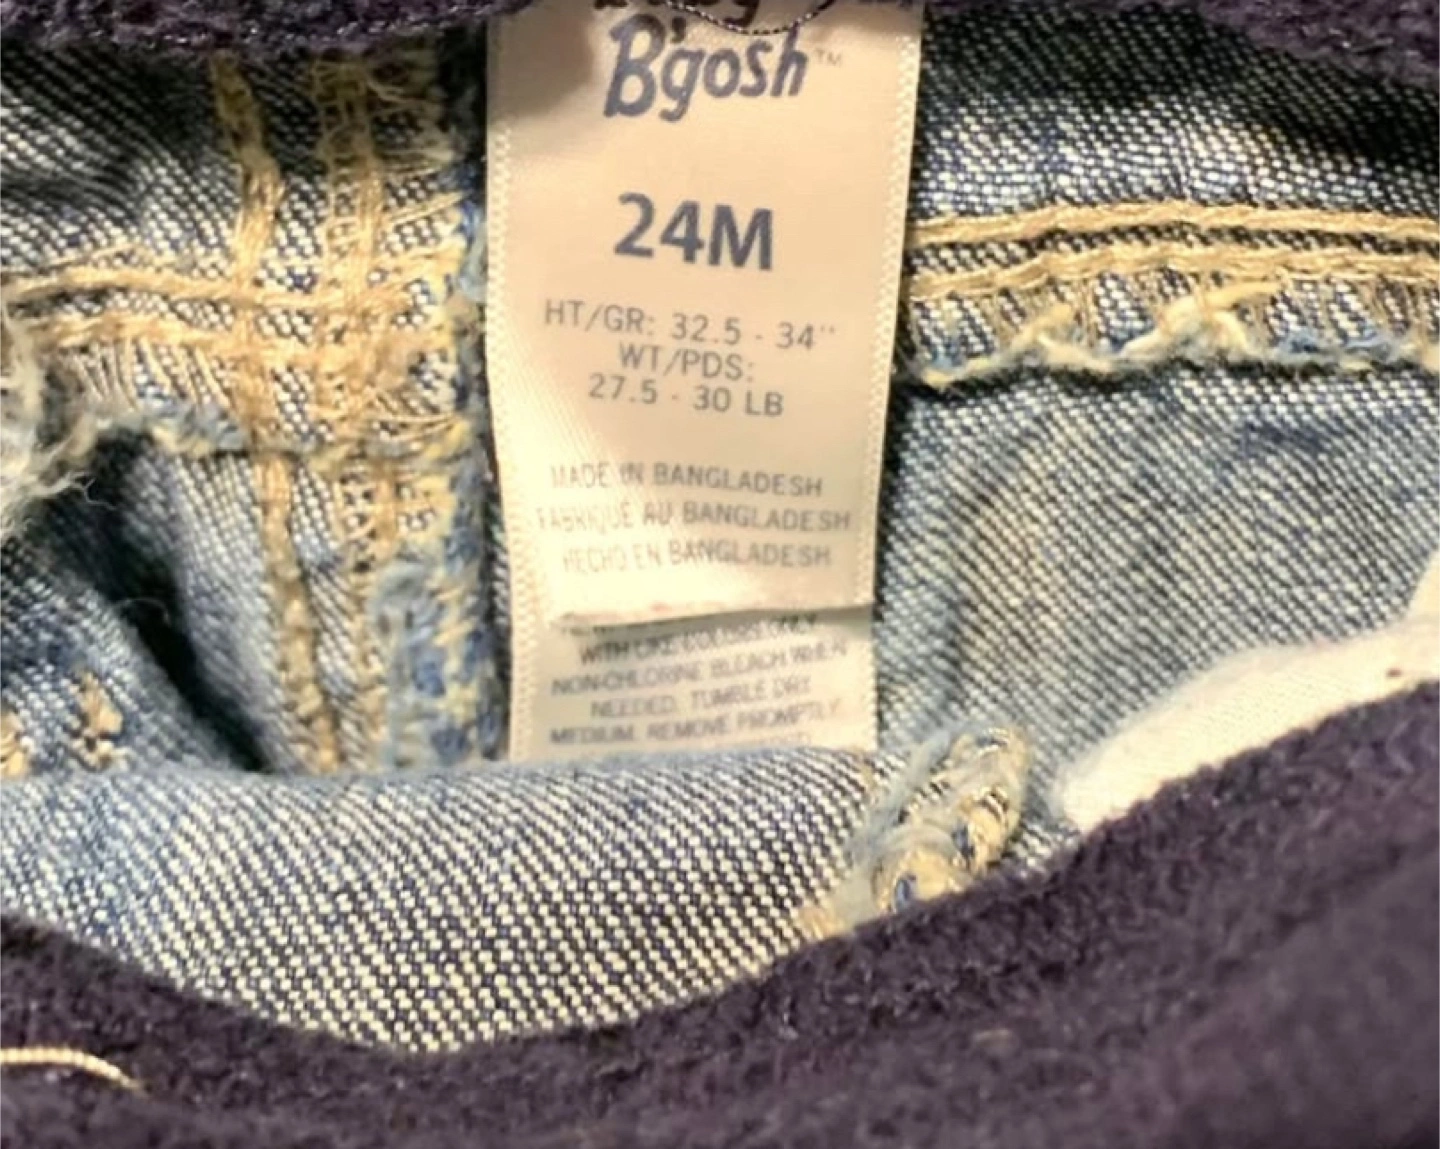 B'gosh™
24M
HT/GR: 32.5 - 34"
WT/PDS:
27.5 - 30 LB
MADE IN BANGLADESH
FABRIQUE AU BANGLADESH
HECHO EN BANGLADESH
WITH LIKE COLORS ONLY
NON-CHLORINE BLEACH WHEN
NEEDED. TUMBLE DRY
MEDIUM. REMOVE PROMPTLY.